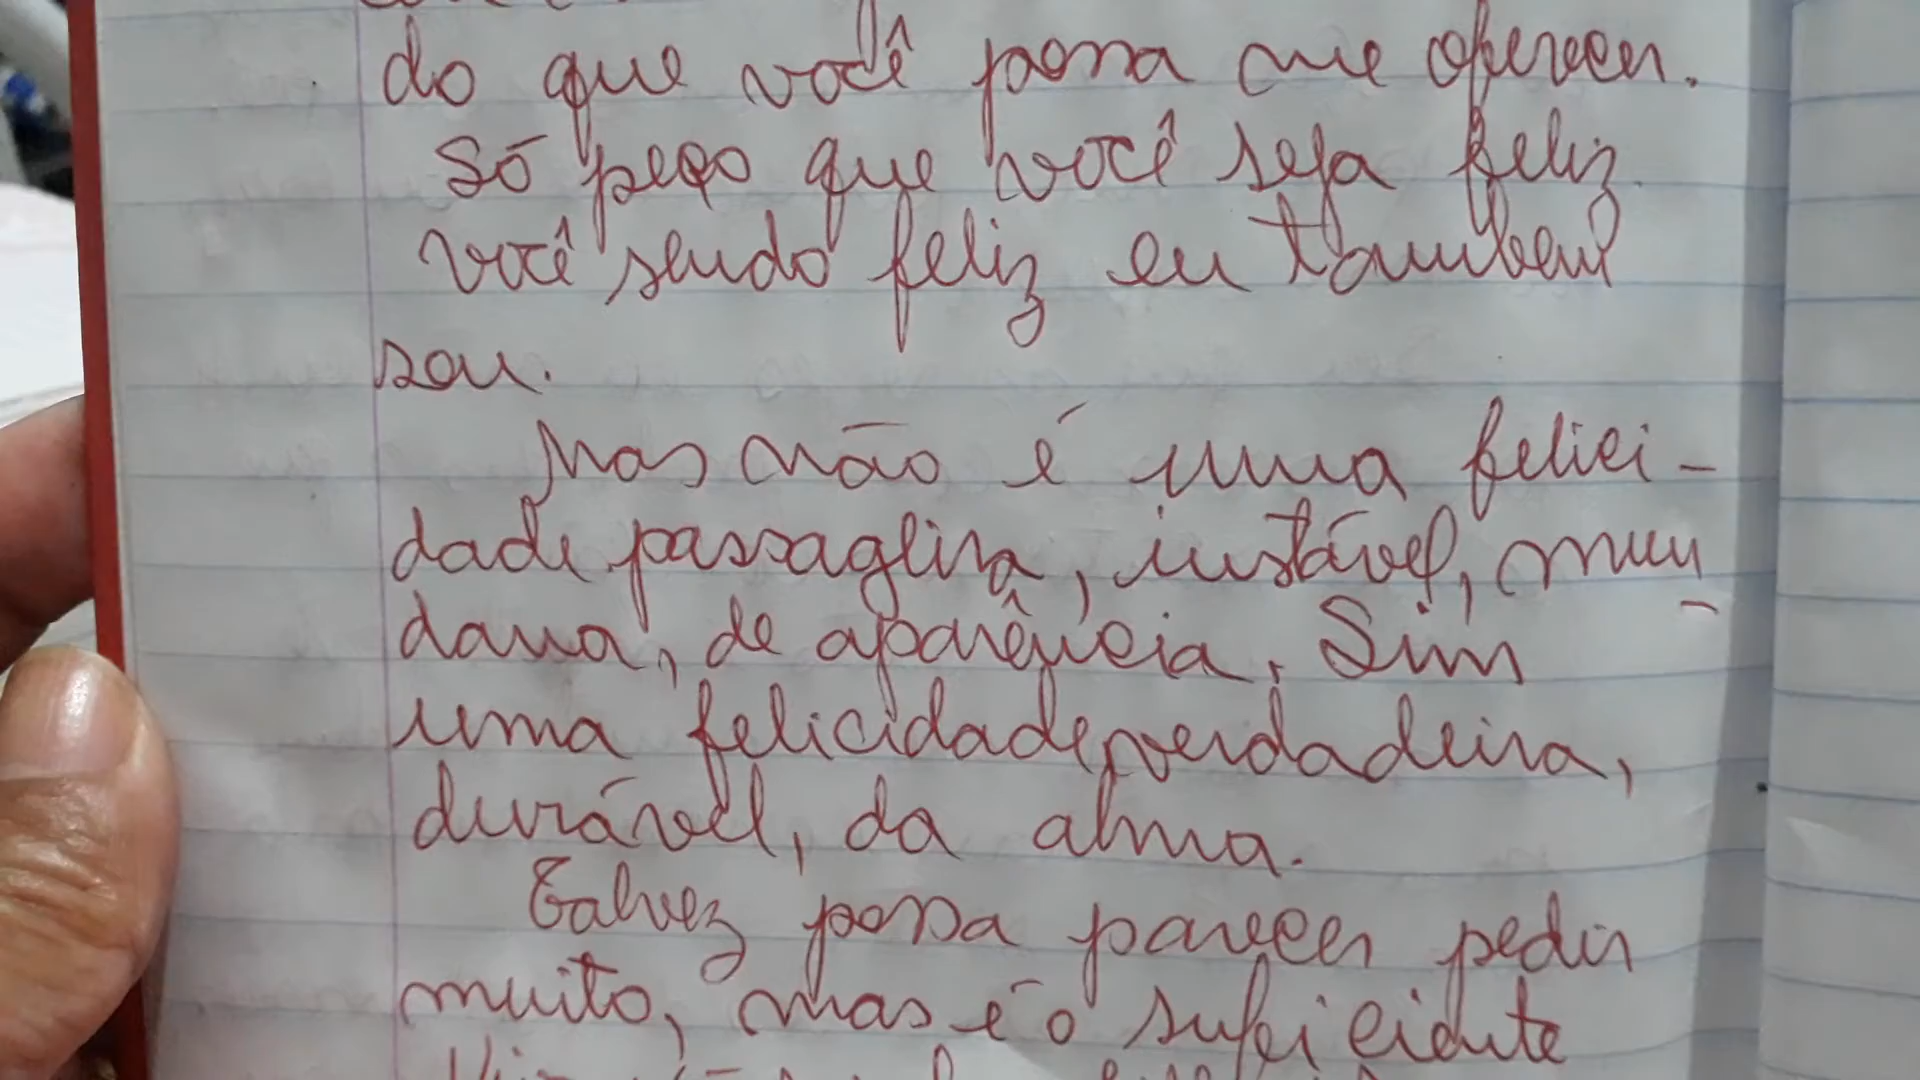 do que você possa me oferecer.
Só peço que você seja feliz.
você sendo feliz eu também
sou.
Mas não é uma felici-
dade passageira, instável, mun
dana, de aparência. Sim
uma felicidade verdadeira,
durável, da alma.
Talvez possa parecer pedir
muito, mas é o suficiente